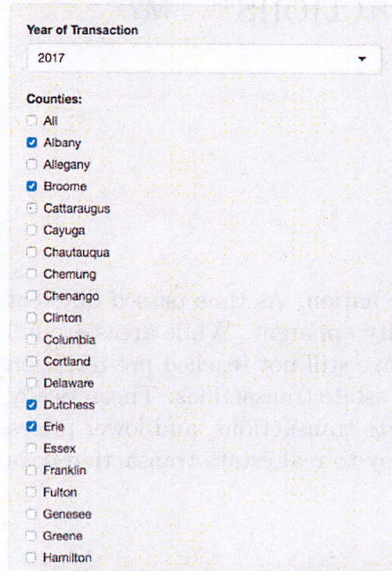 Year of Transaction
2017
Counties:
All
Albany
Allegany
Broome
Cattaraugus
Cayuga
Chautauqua
Chemung
Chenango
Clinton
Columbia
Cortland
Delaware
Dutchess
Erie
Essex
Franklin
Fulton
Genesee
Greene
Hamilton